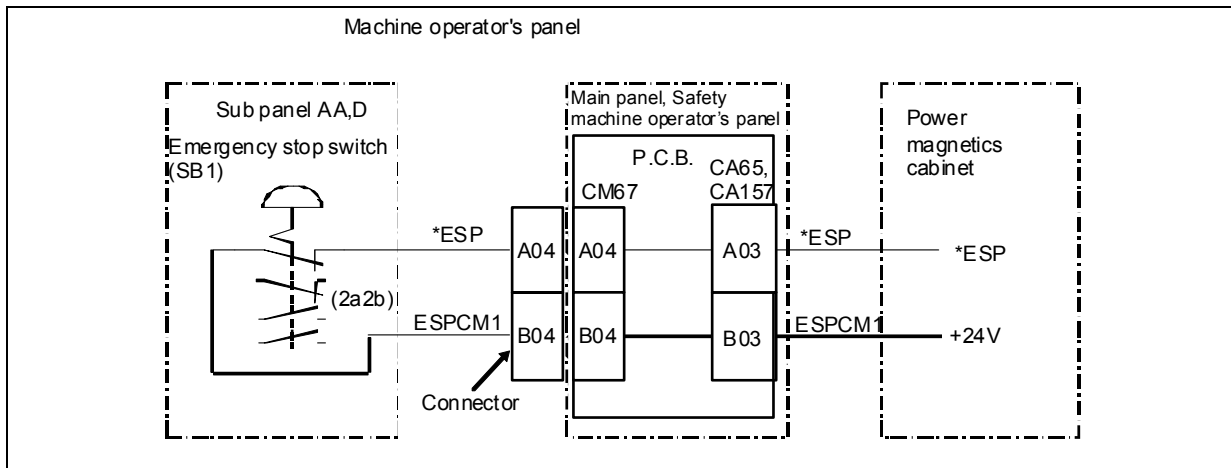 Machine operator's panel
Sub panel AA,D
Emergency stop switch
(SB1)
(2a2b)
*ESP
ESPCM1
Connector
A04
B04
Main panel, Safety
machine operator's panel
P.C.B.
CM67
CA65,
CA157
A04
B04
A03
B03
*ESP
ESPCM1
Power
magnetics
cabinet
*ESP
+24V